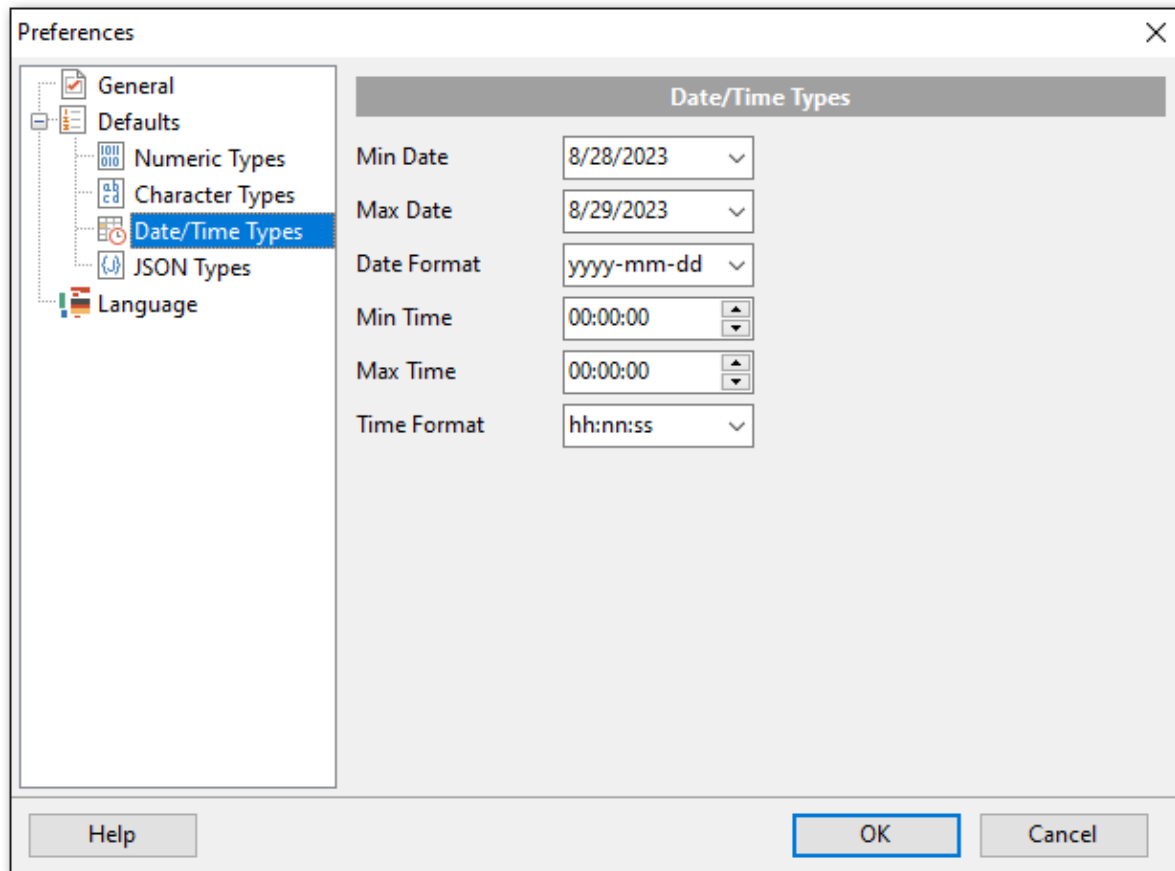 Preferences
General
Defaults
Numeric Types
Character Types
Date/Time Types
JSON Types
Language
Date/Time Types
Min Date 8/28/2023
Max Date 8/29/2023
Date Format yyyy-mm-dd
Min Time 00:00:00
Max Time 00:00:00
Time Format hh:nn:ss
Help OK Cancel